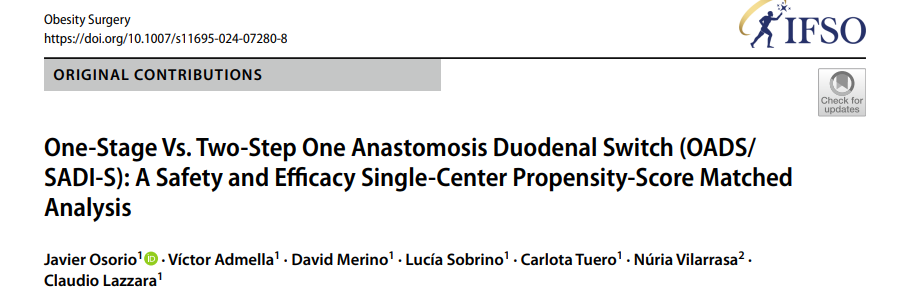 Obesity Surgery
https://doi.org/10.1007/s11695-024-07280-8
IFSO
ORIGINAL CONTRIBUTIONS
Check for
updates
One-Stage Vs. Two-Step One Anastomosis Duodenal Switch (OADS/
SADI-S): A Safety and Efficacy Single-Center Propensity-Score Matched
Analysis
Javier Osorio1 iD · Víctor Admella1 · David Merino1 · Lucía Sobrino1 · Carlota Tuero1 · Núria Vilarrasa2 ·
Claudio Lazzara1